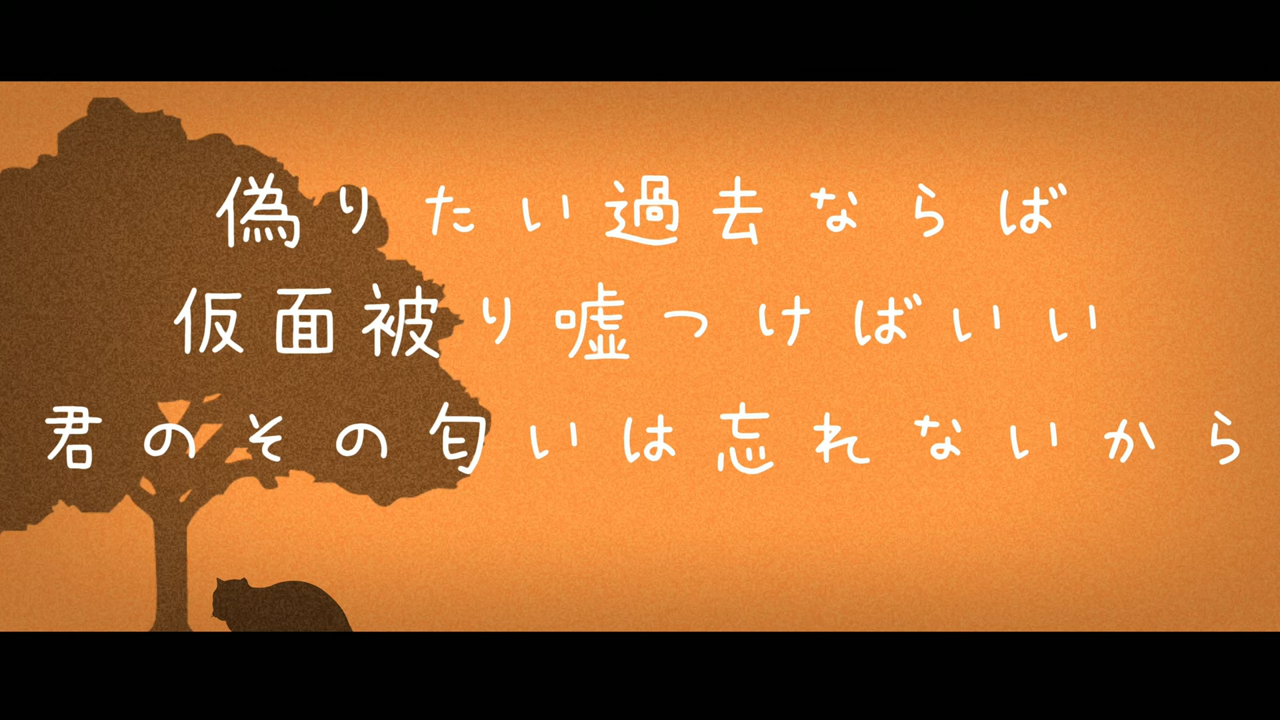 偽りたい過去ならば
仮面被り嘘つけばいい
君のその匂いは忘れないから